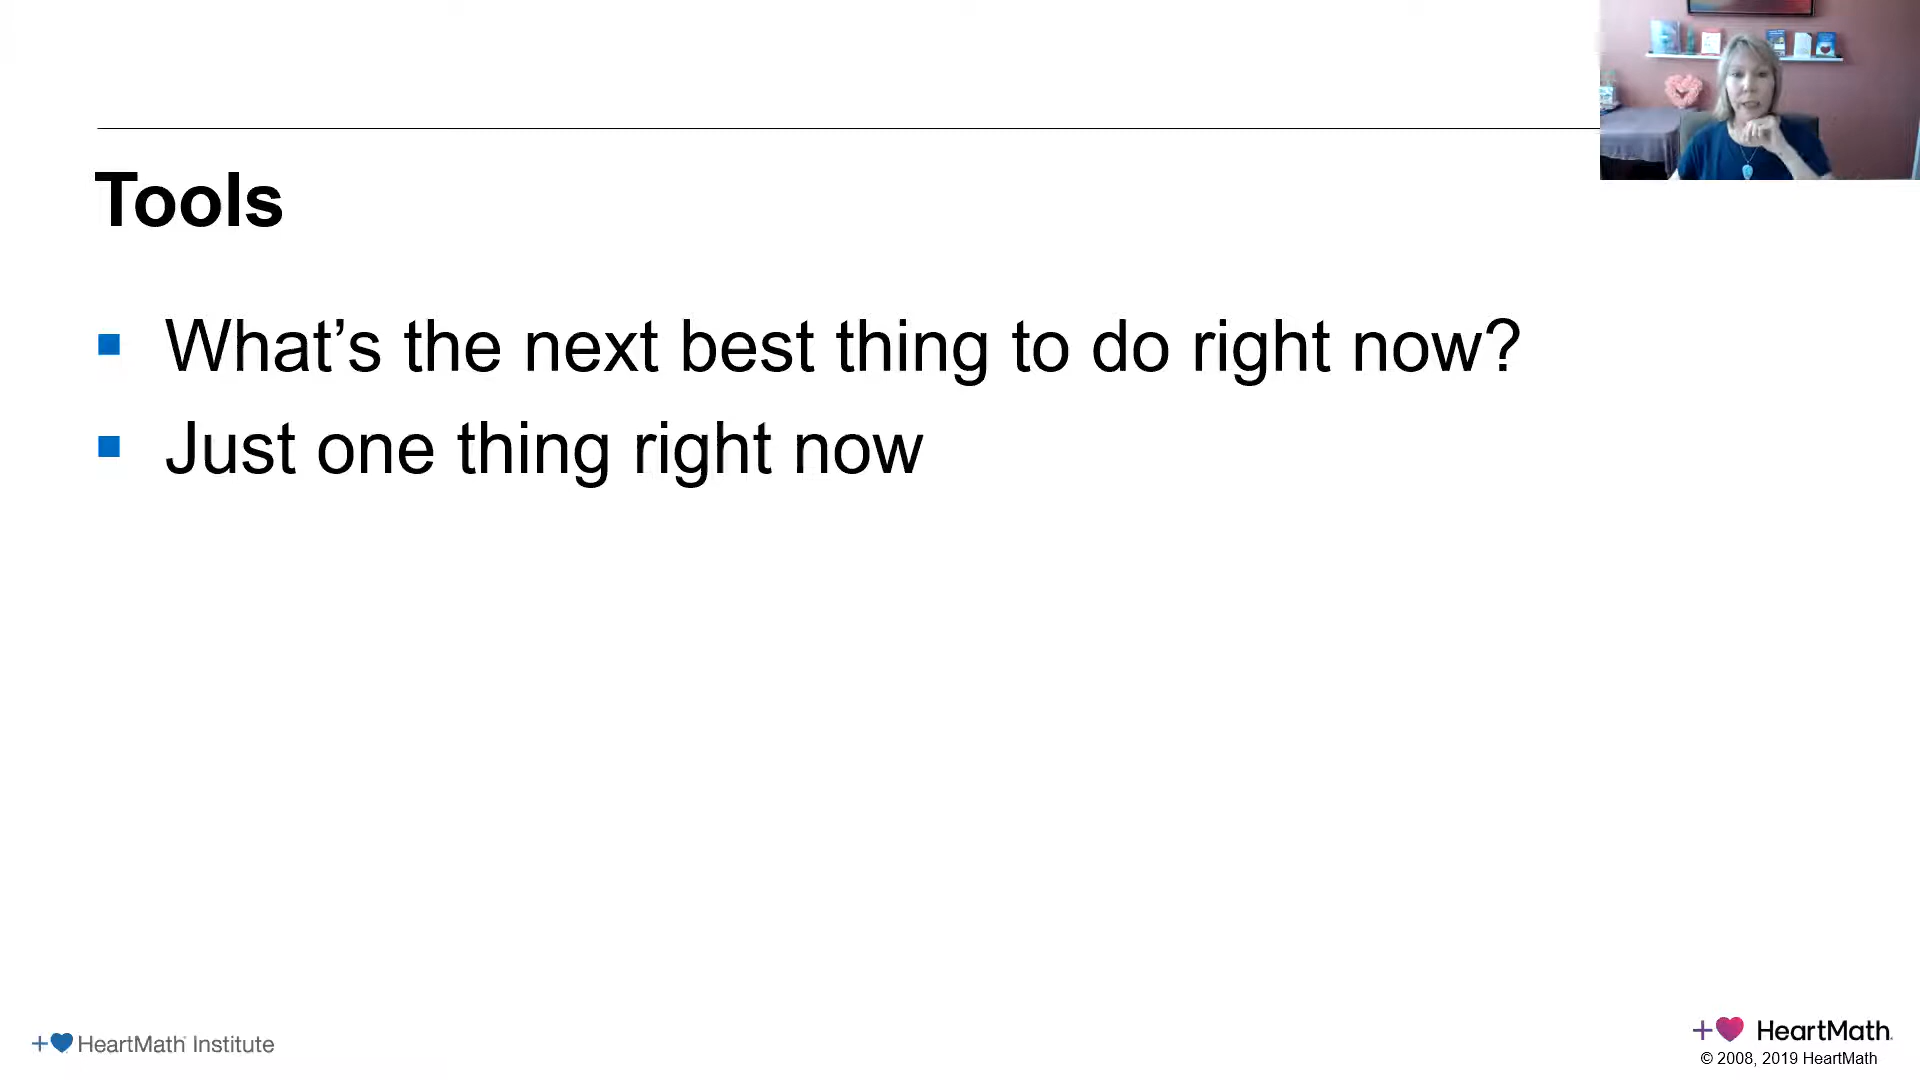 Tools
What’s the next best thing to do right now?
Just one thing right now
HeartMath Institute
HeartMath
© 2008, 2019 HeartMath